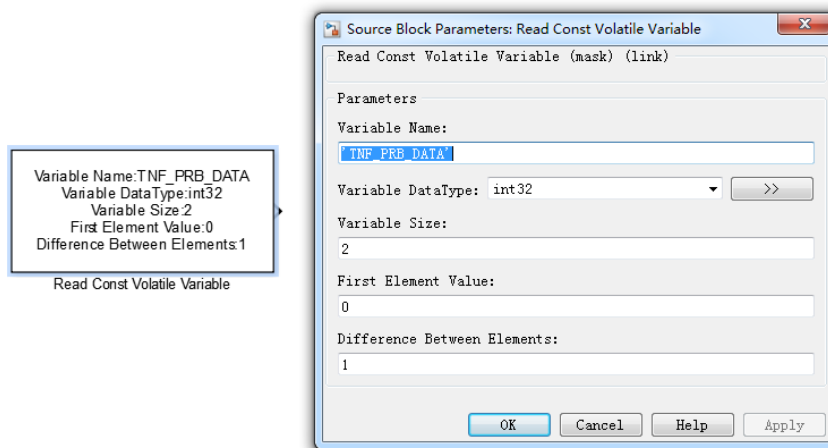 Variable Name:TNF_PRB_DATA
Variable DataType:int32
Variable Size:2
First Element Value:0
Difference Between Elements:1
Read Const Volatile Variable
Source Block Parameters: Read Const Volatile Variable
Read Const Volatile Variable (mask) (link)
Parameters
Variable Name:
'TNF_PRB_DATA'
Variable DataType: int32 >>
Variable Size:
2
First Element Value:
0
Difference Between Elements:
1
OK Cancel Help Apply